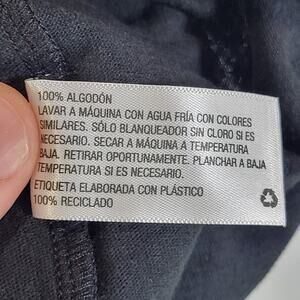 100% ALGODÓN
LAVAR A MÁQUINA CON AGUA FRÍA CON COLORES
SIMILARES. SÓLO BLANQUEADOR SIN CLORO SI ES
NECESARIO. SECAR A MÁQUINA A TEMPERATURA
BAJA. RETIRAR OPORTUNAMENTE. PLANCHAR A BAJA
TEMPERATURA SI ES NECESARIO.
ETIQUETA ELABORADA CON PLÁSTICO
100% RECICLADO